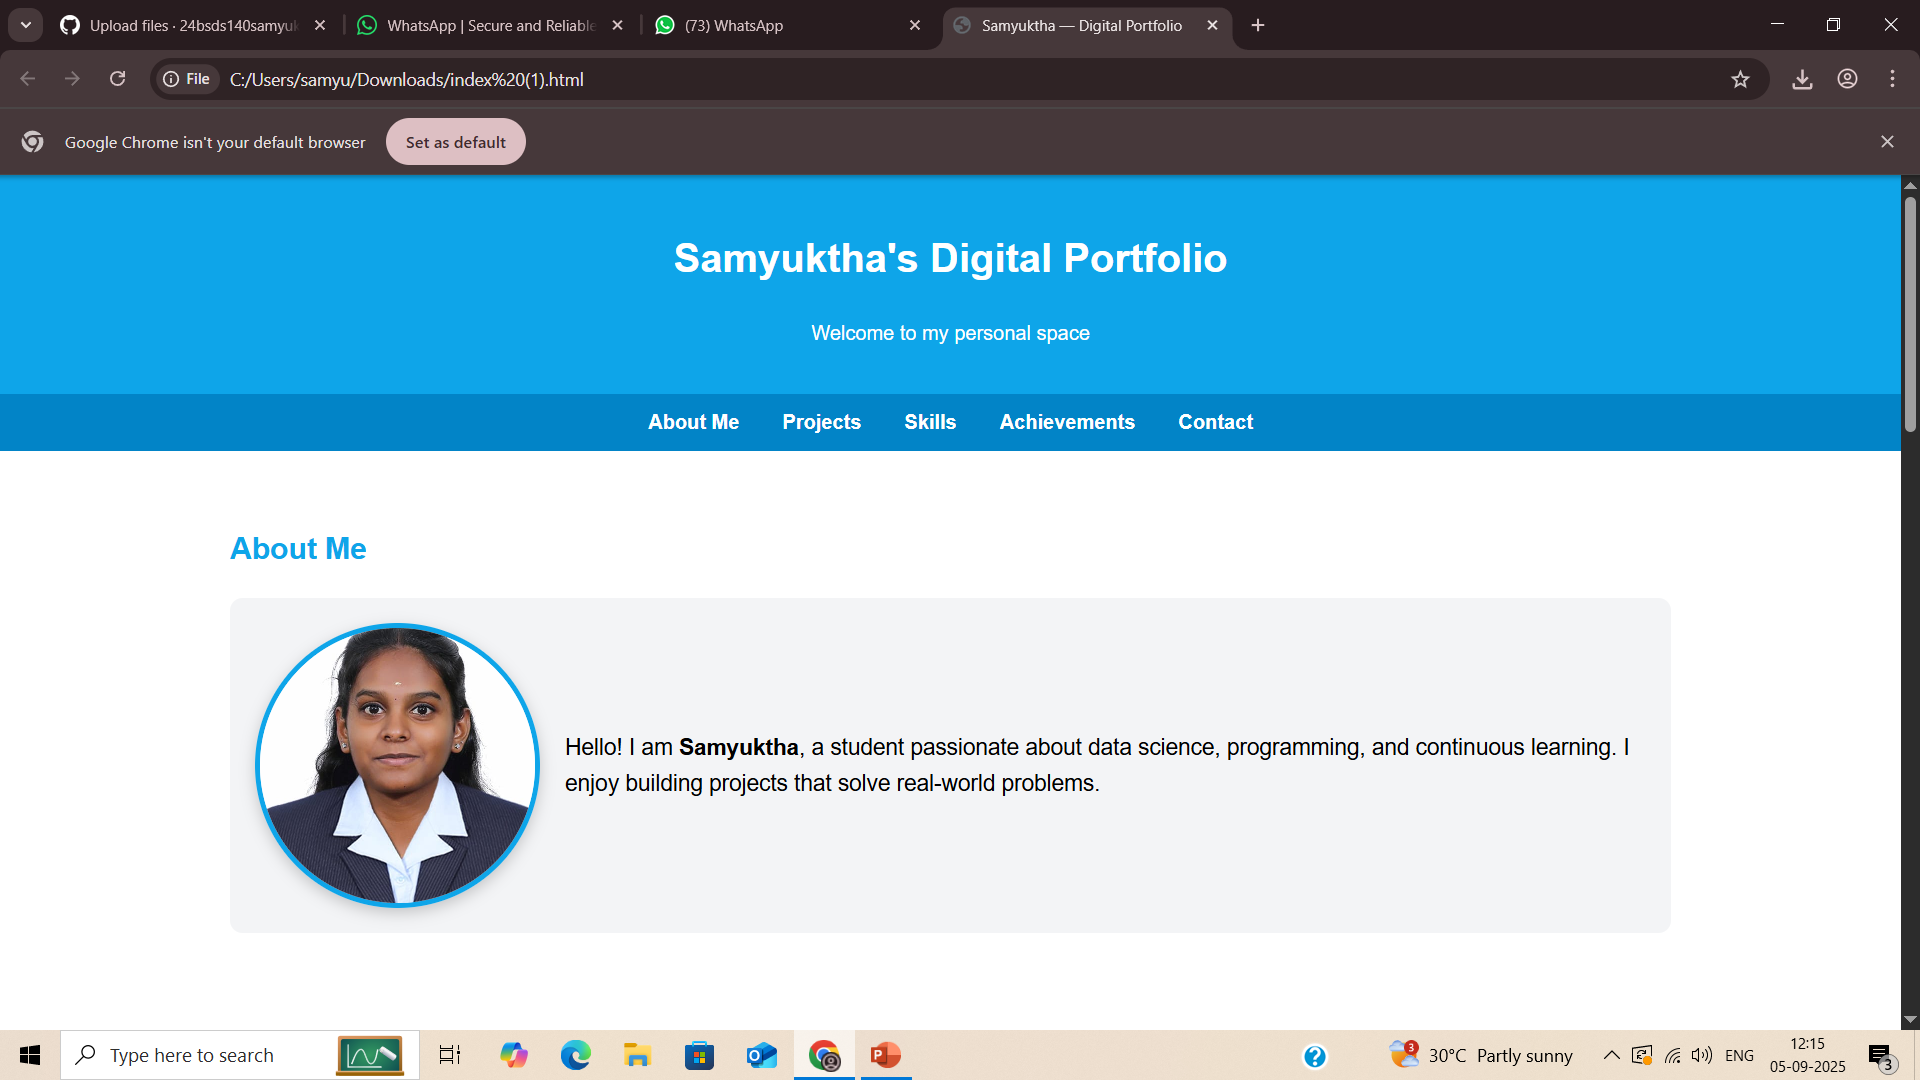 Upload files · 24bsds140samyuk
WhatsApp | Secure and Reliable
(73) WhatsApp
Samyuktha — Digital Portfolio
File
C:/Users/samyu/Downloads/index%20(1).html
Google Chrome isn't your default browser
Set as default
Samyuktha's Digital Portfolio
Welcome to my personal space
About Me Projects Skills Achievements Contact
About Me
Hello! I am Samyuktha, a student passionate about data science, programming, and continuous learning. I
enjoy building projects that solve real-world problems.
Type here to search
3
30°C Partly sunny
ENG
12:15
05-09-2025
3